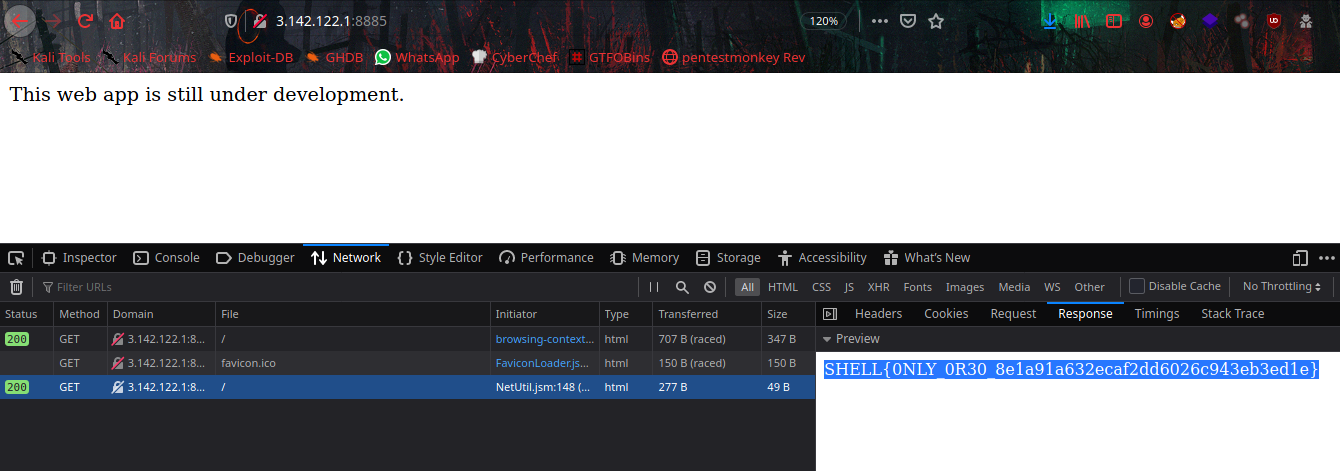 3.142.122.1:8885 120%
Kali Tools Kali Forums Exploit-DB GHDB WhatsApp CyberChef GTFOBins pentestmonkey Rev
This web app is still under development.
Inspector Console Debugger Network Style Editor Performance Memory Storage Accessibility What's New
Filter URLs All HTML CSS JS XHR Fonts Images Media WS Other Disable Cache No Throttling
Status Method Domain File Initiator Type Transferred Size Headers Cookies Request Response Timings Stack Trace
200 GET 3.142.122.1:8... / browsing-context... html 707 B (raced) 347 B Preview
GET 3.142.122.1:8... favicon.ico FaviconLoader.js... html 150 B (raced) 150 B SHELL{0NLY_0R30_8e1a91a632ecaf2dd6026c943eb3ed1e}
200 GET 3.142.122.1:8... / NetUtil.jsm:148 (... html 277 B 49 B